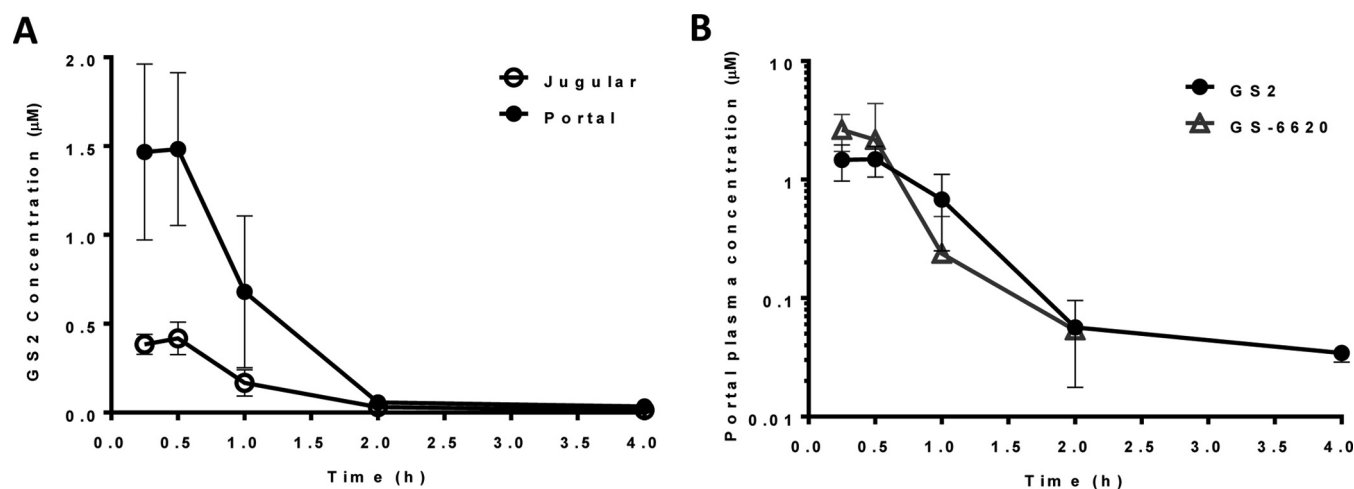 A
GS2 Concentration (μM)
2.0
1.5
1.0
0.5
0.0
0.0 0.5 1.0 1.5 2.0 2.5 3.0 3.5 4.0
Time (h)
Jugular
Portal
B
Portal plasma concentration (μM)
10
1
0.1
0.01
0.0 0.5 1.0 1.5 2.0 2.5 3.0 3.5 4.0
Time (h)
GS2
GS-6620